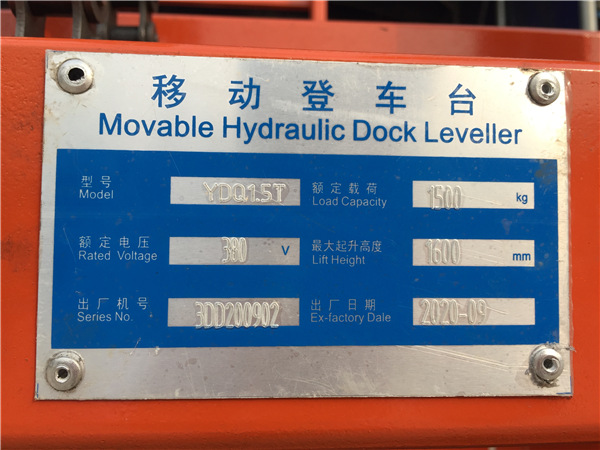 移动登车台
Movable Hydraulic Dock Leveller
型号 YDQ1.5T 额定载荷 1500 kg
Model Load Capacity
额定电压 380 V 最大起升高度 1600 mm
Rated Voltage Lift Height
出厂机号 3DD200902 出厂日期 2020-09
Series No. Ex-factory Dale